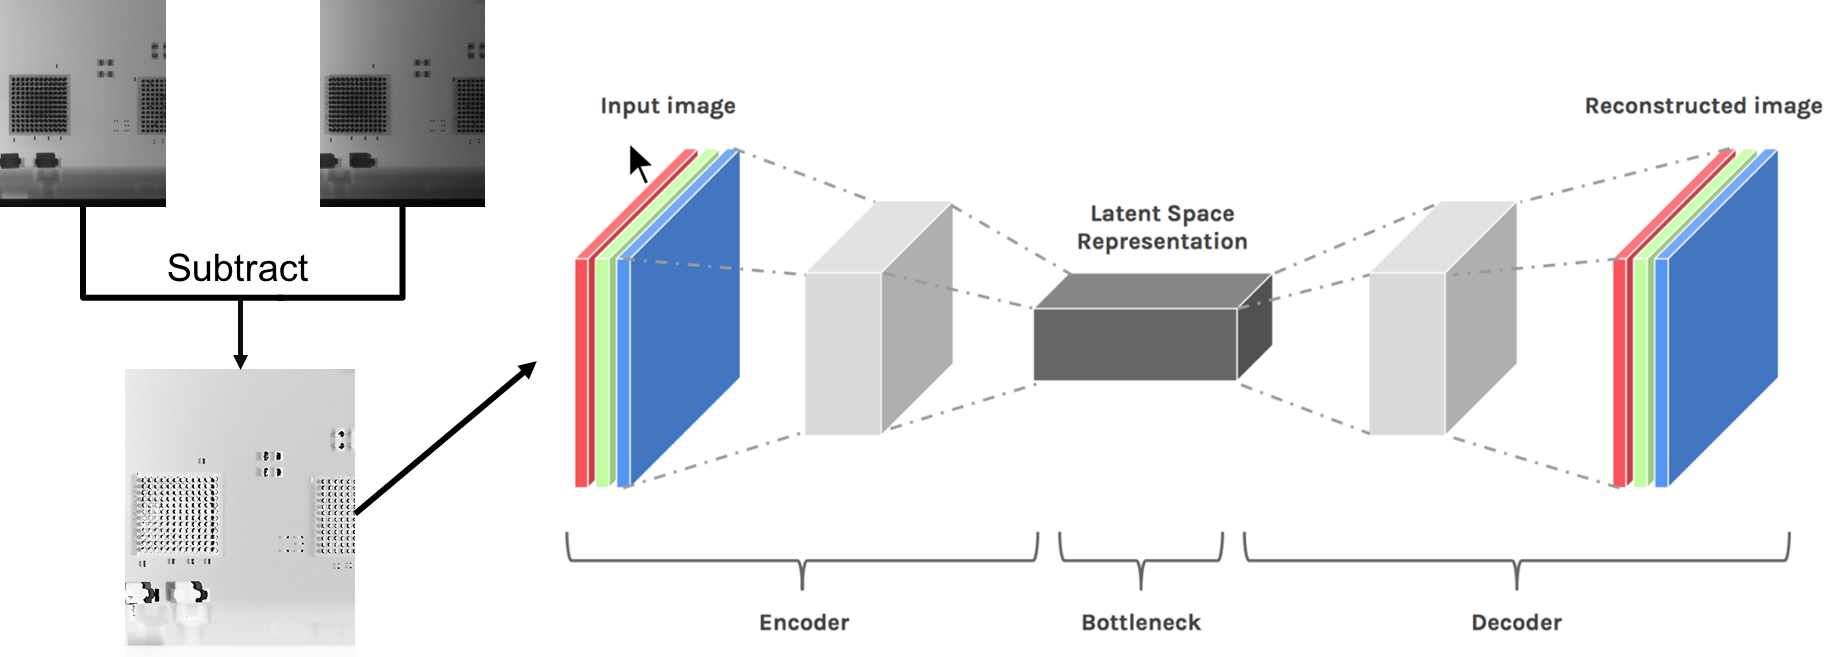 Subtract
Input image
Latent Space
Representation
Reconstructed image
Encoder
Bottleneck
Decoder